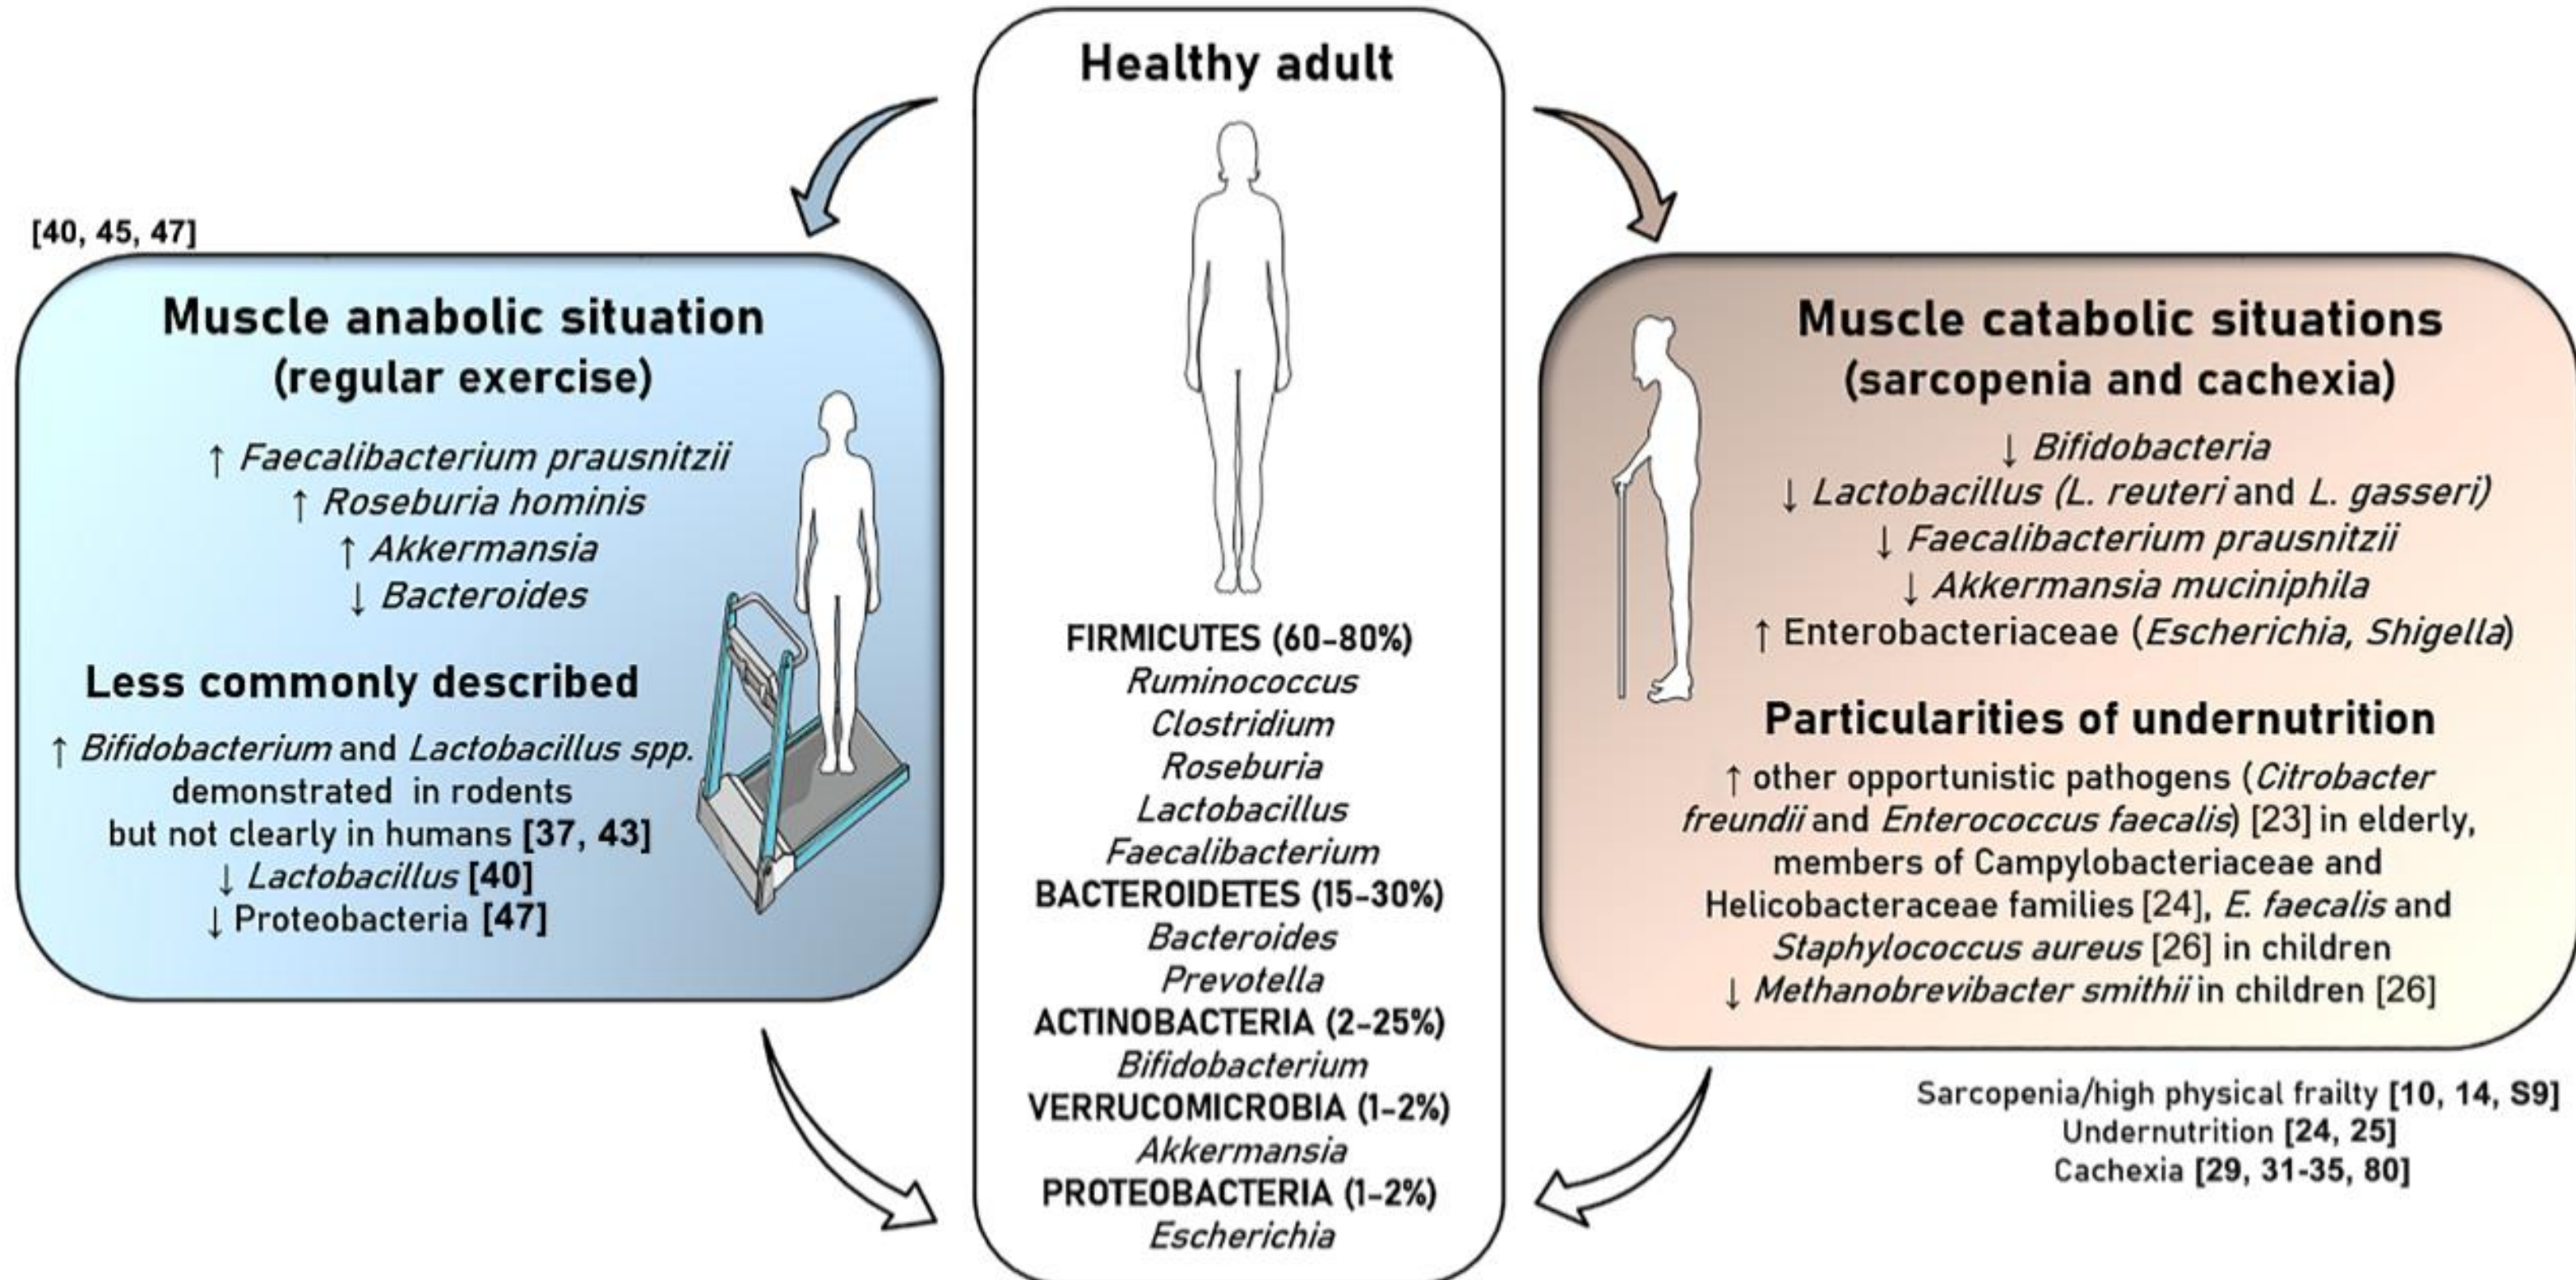 [40, 45, 47]
Muscle anabolic situation
(regular exercise)
↑ Faecalibacterium prausnitzii
↑ Roseburia hominis
↑ Akkermansia
↓ Bacteroides
Less commonly described
↑ Bifidobacterium and Lactobacillus spp.
demonstrated in rodents
but not clearly in humans [37, 43]
↓ Lactobacillus [40]
↓ Proteobacteria [47]
Healthy adult
FIRMICUTES (60-80%)
Ruminococcus
Clostridium
Roseburia
Lactobacillus
Faecalibacterium
BACTEROIDETES (15-30%)
Bacteroides
Prevotella
ACTINOBACTERIA (2-25%)
Bifidobacterium
VERRUCOMICROBIA (1-2%)
Akkermansia
PROTEOBACTERIA (1-2%)
Escherichia
Muscle catabolic situations
(sarcopenia and cachexia)
↓ Bifidobacteria
↓ Lactobacillus (L. reuteri and L. gasseri)
↓ Faecalibacterium prausnitzii
↓ Akkermansia muciniphila
↑ Enterobacteriaceae (Escherichia, Shigella)
Particularities of undernutrition
↑ other opportunistic pathogens (Citrobacter
freundii and Enterococcus faecalis) [23] in elderly,
members of Campylobacteriaceae and
Helicobacteraceae families [24], E. faecalis and
Staphylococcus aureus [26] in children
↓ Methanobrevibacter smithii in children [26]
Sarcopenia/high physical frailty [10, 14, S9]
Undernutrition [24, 25]
Cachexia [29, 31-35, 80]